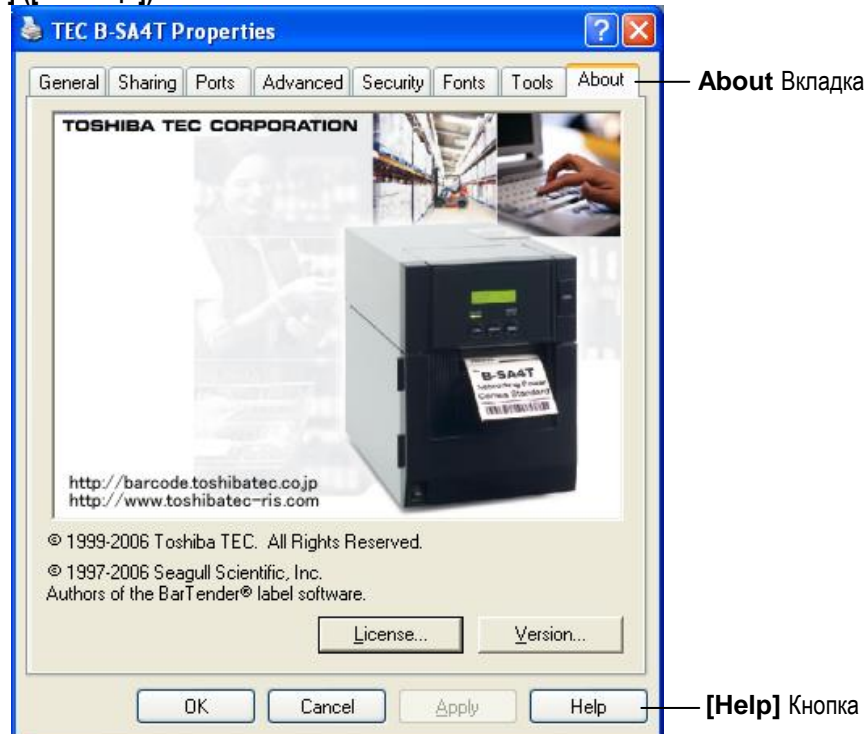 TEC B-SA4T Properties
General Sharing Ports Advanced Security Fonts Tools About
About Вкладка
TOSHIBA TEC CORPORATION
B-SA4T
http://barcode.toshibatec.co.jp
http://www.toshibatec-ris.com
© 1999-2006 Toshiba TEC. All Rights Reserved.
© 1997-2006 Seagull Scientific, Inc.
Authors of the BarTender® label software.
License... Version...
OK Cancel Apply Help
[Help] Кнопка